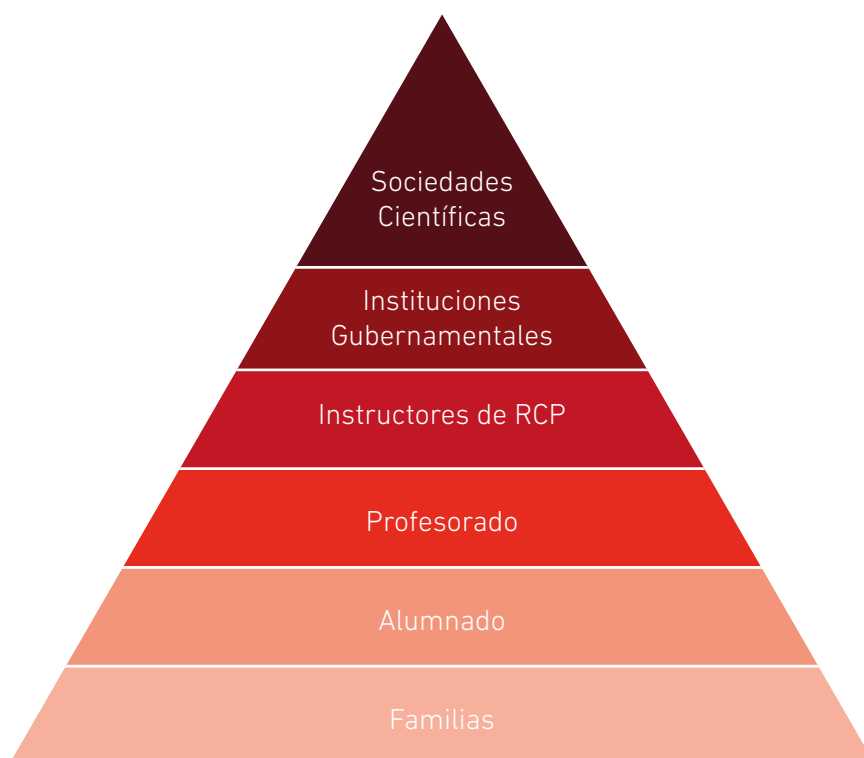 Sociedades
Científicas
Instituciones
Gubernamentales
Instructores de RCP
Profesorado
Alumnado
Familias